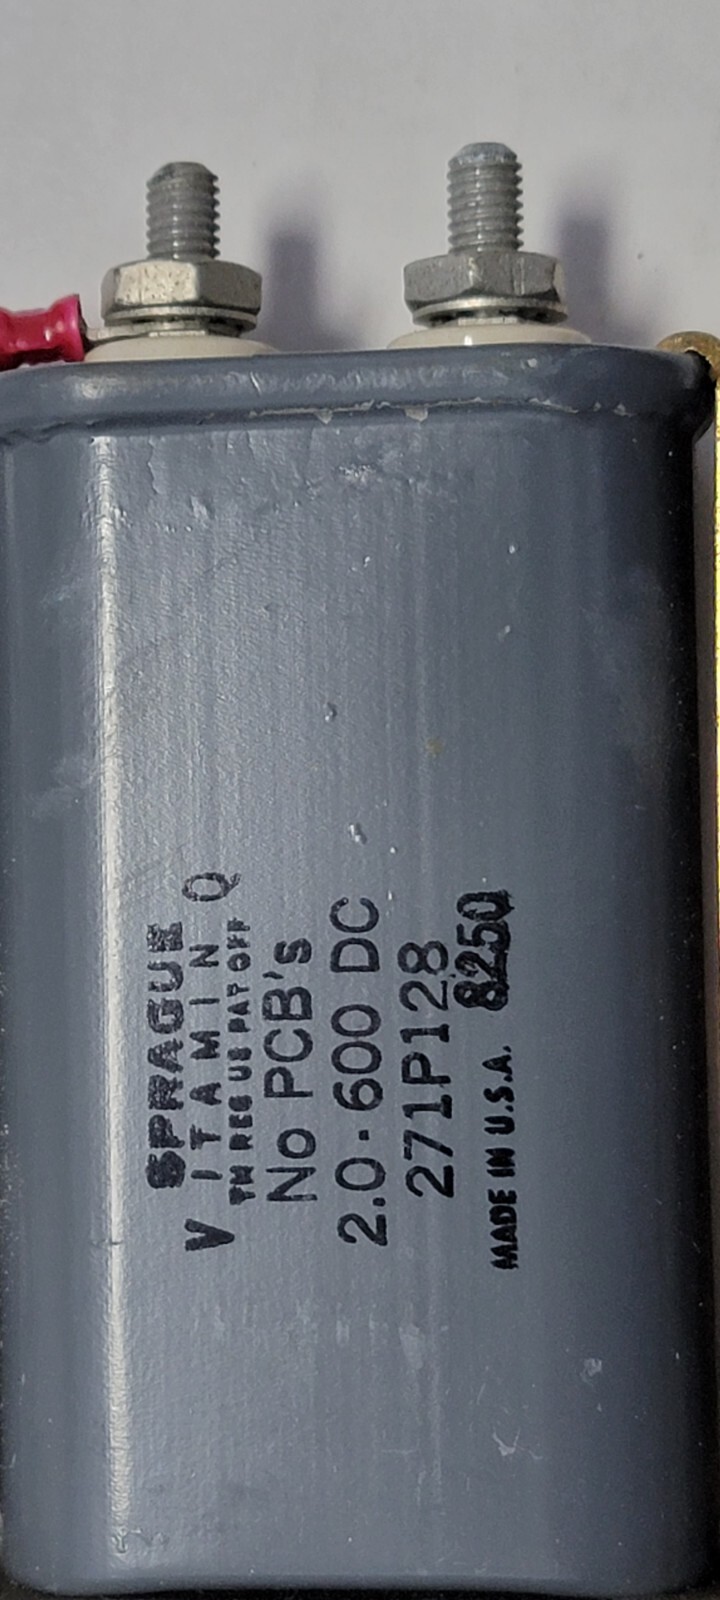 SPRAGUE
VITAMIN Q
TM REG US PAT OFF
No PCB's
2.0-600 DC
271P128
MADE IN U.S.A. 8250